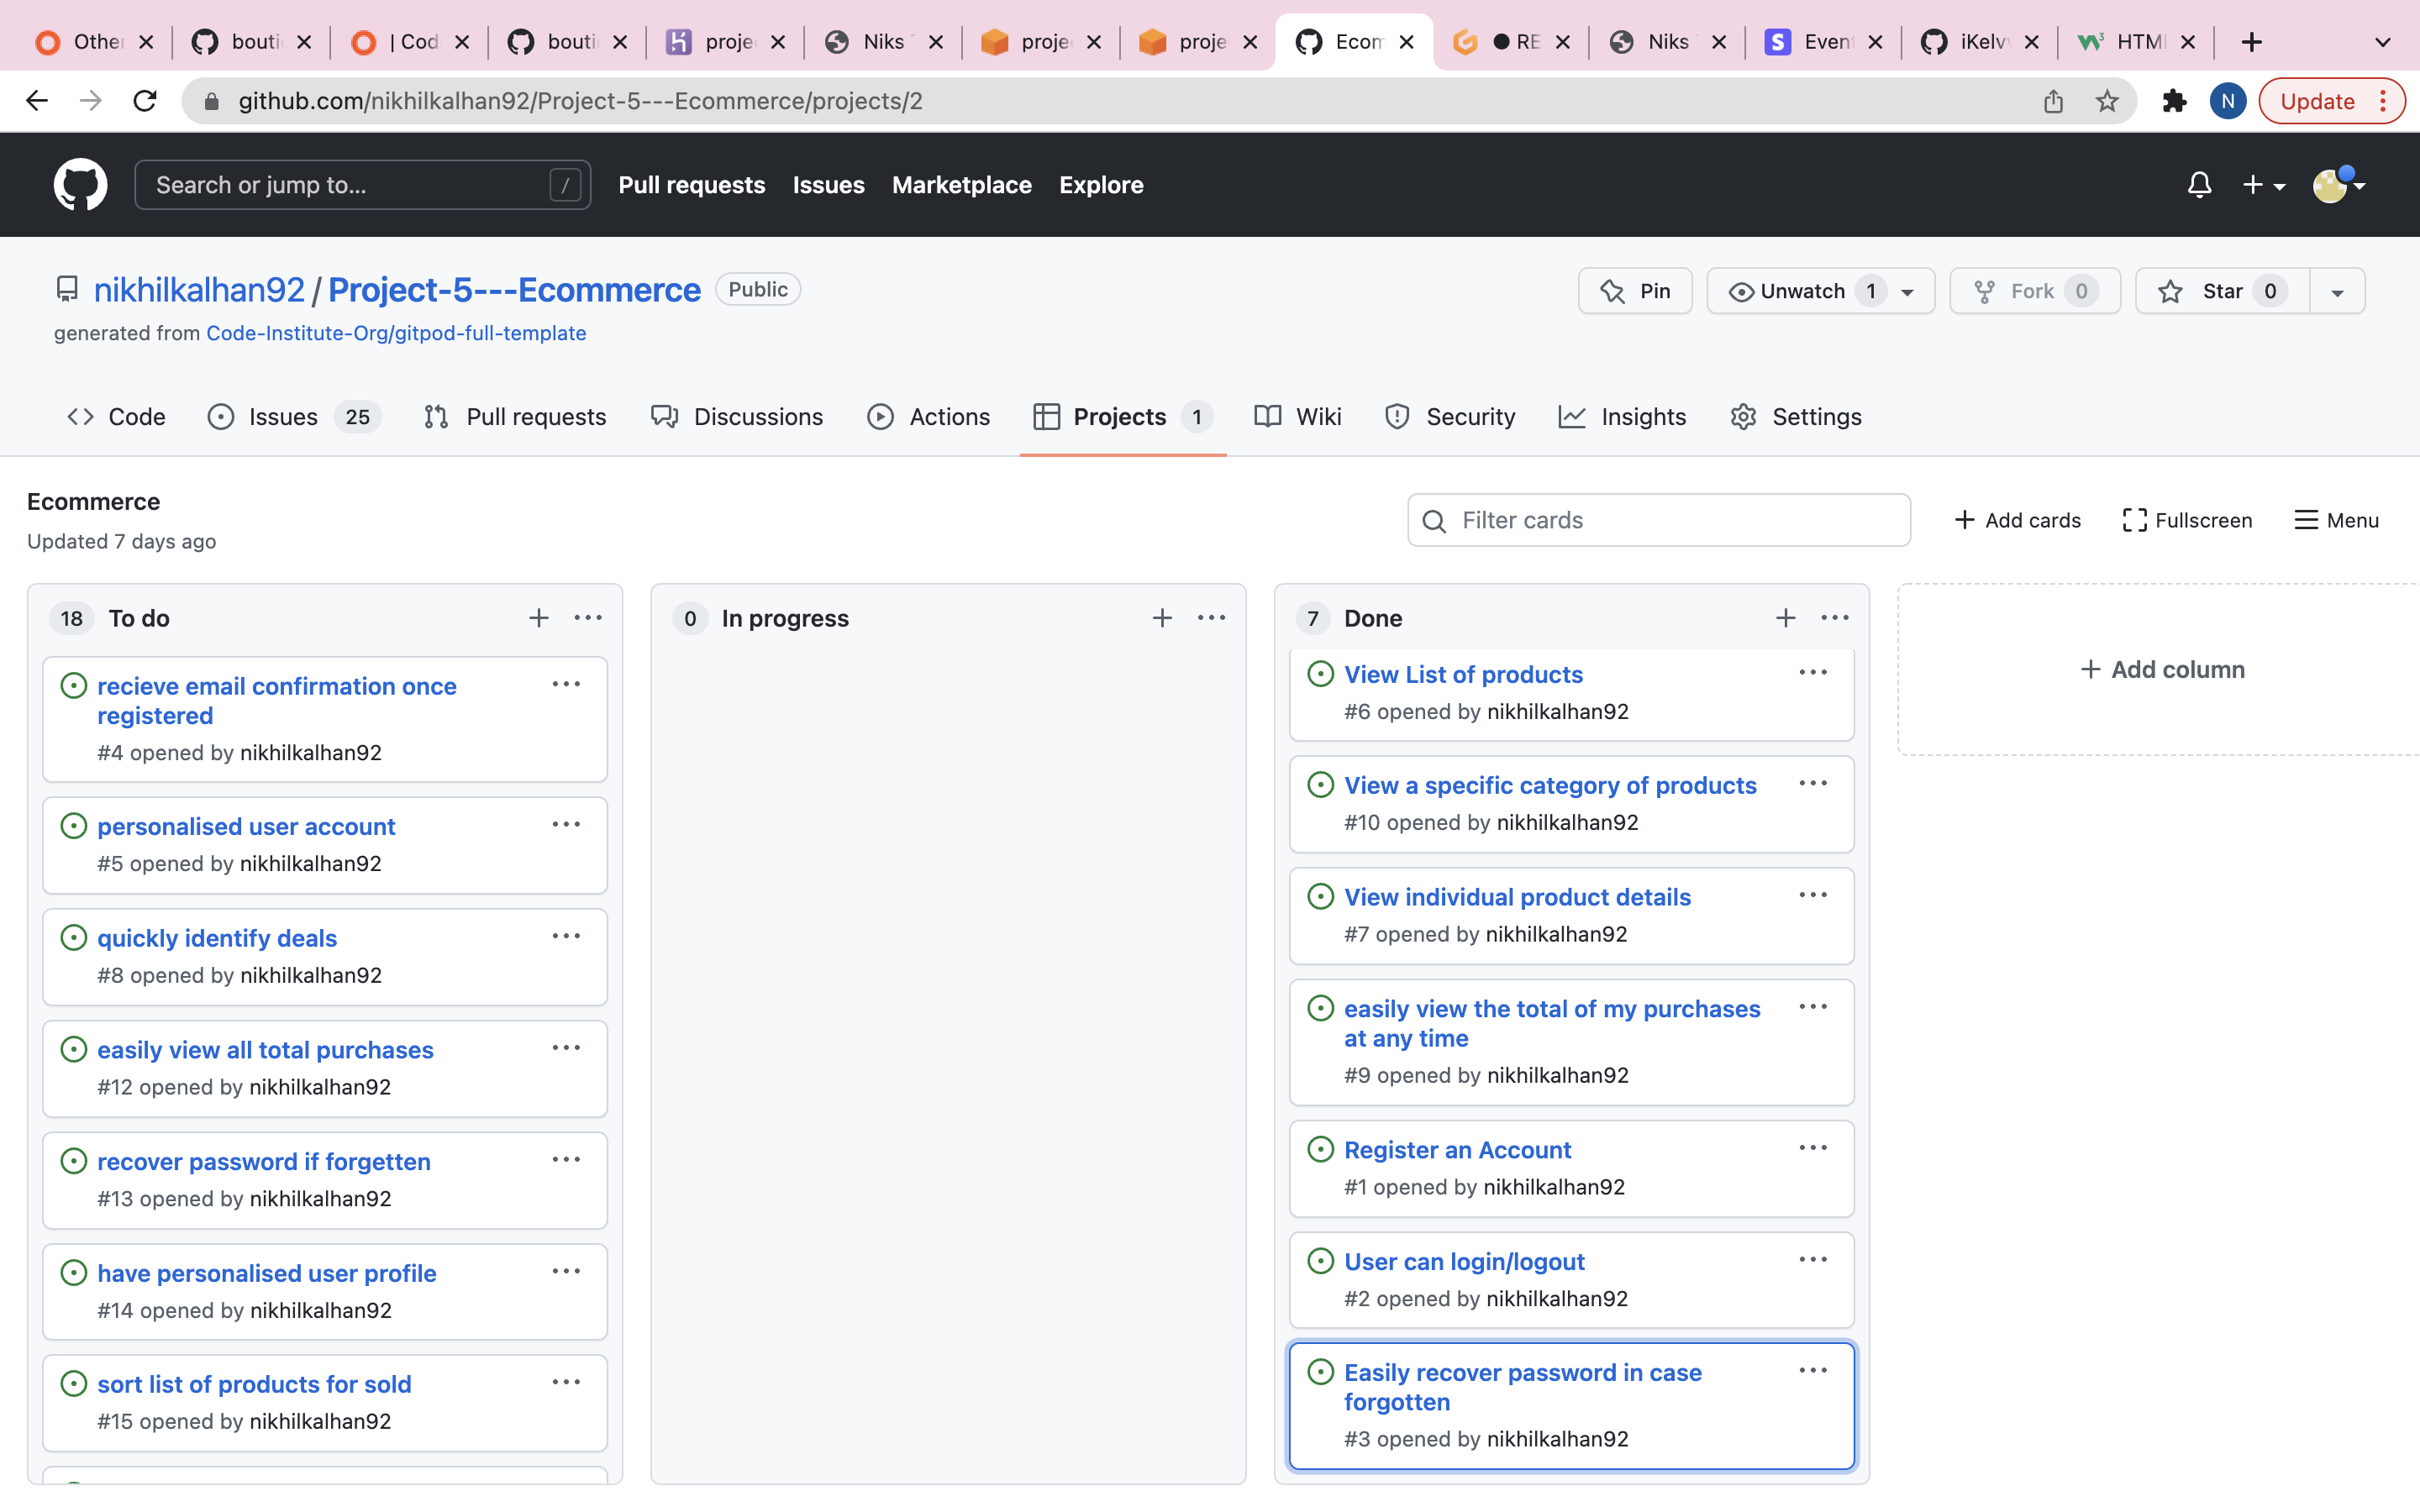 Other
bouti
| Cod
bouti
proje
Niks
proje
proje
Ecom
RE
Niks
Even
iKelv
HTM
github.com/nikhilkalhan92/Project-5---Ecommerce/projects/2
N
Update
Search or jump to...
/
Pull requests
Issues
Marketplace
Explore
nikhilkalhan92 / Project-5---Ecommerce Public
Pin
Unwatch 1
Fork 0
Star 0
generated from Code-Institute-Org/gitpod-full-template
Code
Issues 25
Pull requests
Discussions
Actions
Projects 1
Wiki
Security
Insights
Settings
Ecommerce
Updated 7 days ago
Filter cards
Add cards
Fullscreen
Menu
18 To do
recieve email confirmation once
registered
#4 opened by nikhilkalhan92
personalised user account
#5 opened by nikhilkalhan92
quickly identify deals
#8 opened by nikhilkalhan92
easily view all total purchases
#12 opened by nikhilkalhan92
recover password if forgetten
#13 opened by nikhilkalhan92
have personalised user profile
#14 opened by nikhilkalhan92
sort list of products for sold
#15 opened by nikhilkalhan92
0 In progress
7 Done
View List of products
#6 opened by nikhilkalhan92
View a specific category of products
#10 opened by nikhilkalhan92
View individual product details
#7 opened by nikhilkalhan92
easily view the total of my purchases
at any time
#9 opened by nikhilkalhan92
Register an Account
#1 opened by nikhilkalhan92
User can login/logout
#2 opened by nikhilkalhan92
Easily recover password in case
forgotten
#3 opened by nikhilkalhan92
Add column